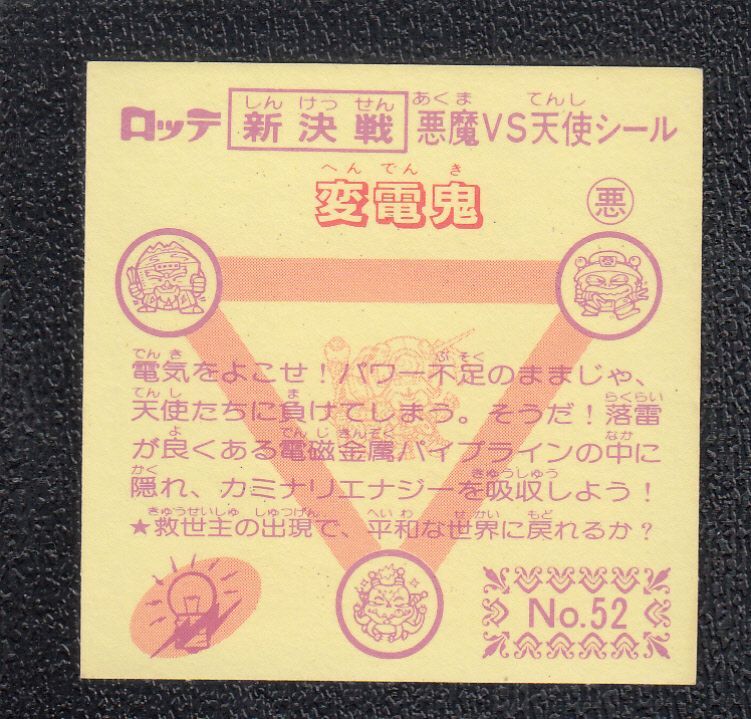 ロッテ 新決戦 悪魔VS天使シール
しん けっ せん あくま てんし
へん でん き
変電鬼
悪
でんき ぶそく
電気をよこせ！パワー不足のままじゃ、
てんし ま らくらい
天使たちに負けてしまう。そうだ！落雷
よ でんじきんぞく なか
が良くある電磁金属パイプラインの中に
かく きゅうしゅう
隠れ、カミナリエナジーを吸収しよう！
きゅうせいしゅ しゅつげん へいわ せかい もど
★救世主の出現で、平和な世界に戻れるか？
No.52